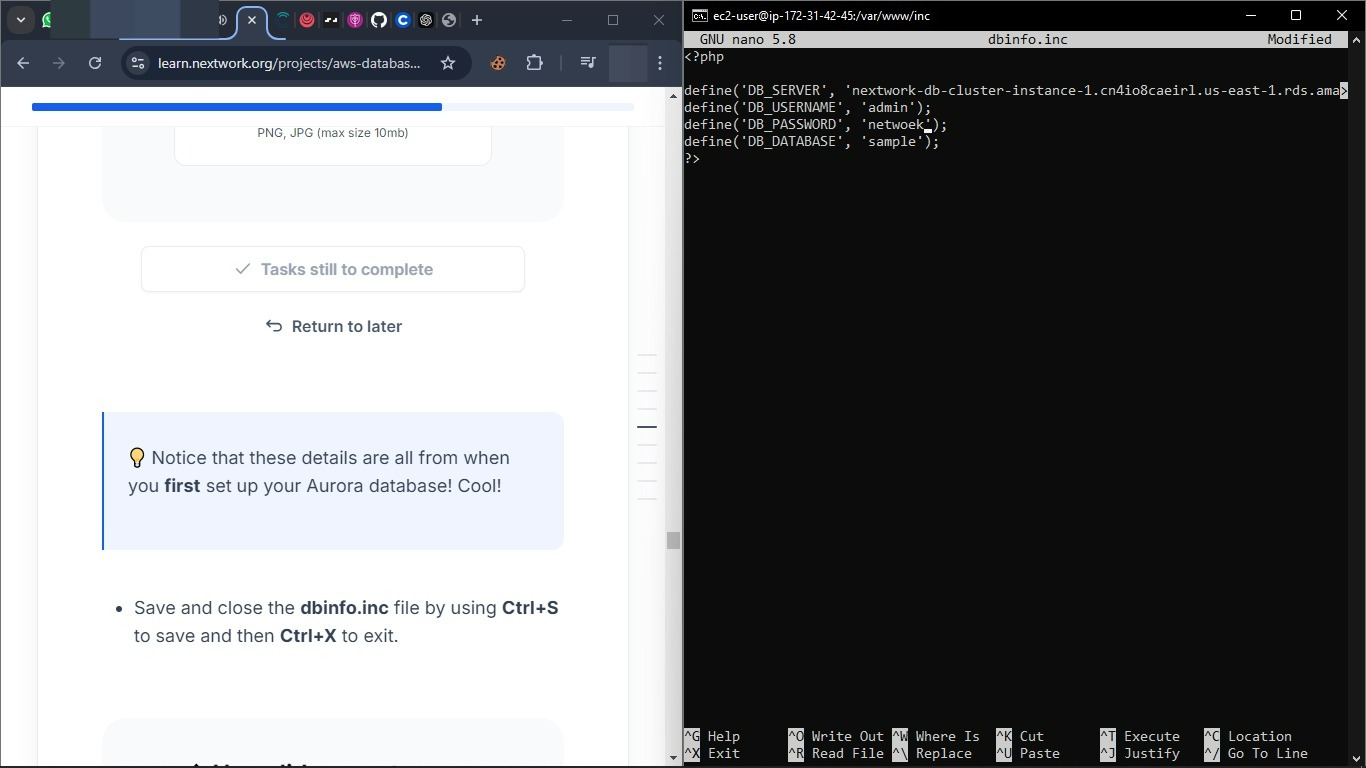 learn.nextwork.org/projects/aws-databas...
PNG, JPG (max size 10mb)
Tasks still to complete
Return to later
💡 Notice that these details are all from when
you first set up your Aurora database! Cool!
Save and close the dbinfo.inc file by using Ctrl+S
to save and then Ctrl+X to exit.
ec2-user@ip-172-31-42-45:/var/www/inc
GNU nano 5.8 dbinfo.inc Modified
<?php
define('DB_SERVER', 'nextwork-db-cluster-instance-1.cn4io8caeirl.us-east-1.rds.ama>
define('DB_USERNAME', 'admin');
define('DB_PASSWORD', 'netwoek');
define('DB_DATABASE', 'sample');
?>
^G Help ^O Write Out ^W Where Is ^K Cut ^T Execute ^C Location
^X Exit ^R Read File ^\ Replace ^U Paste ^J Justify ^/ Go To Line